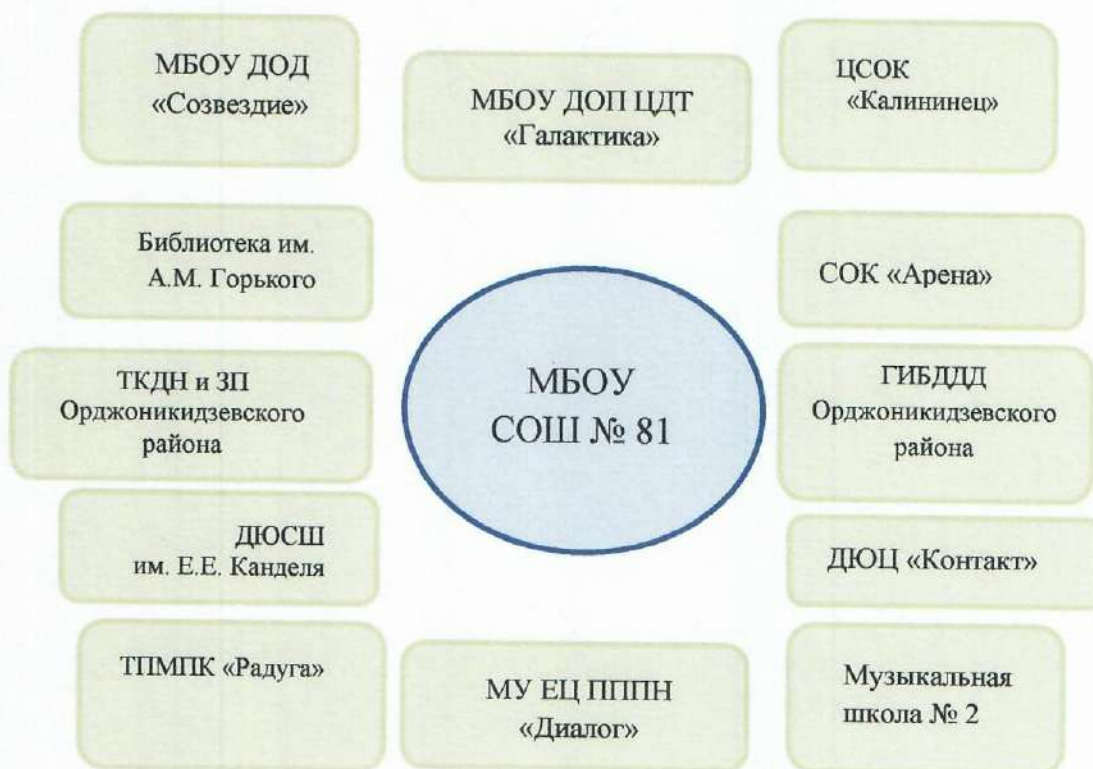 МБОУ ДОД
«Созвездие»
МБОУ ДОП ЦДТ
«Галактика»
ЦСОК
«Калининец»
Библиотека им.
А.М. Горького
СОК «Арена»
ТКДН и ЗП
Орджоникидзевского
района
МБОУ
СОШ № 81
ГИБДДД
Орджоникидзевского
района
ДЮСШ
им. Е.Е. Канделя
ДЮЦ «Контакт»
ТПМПК «Радуга»
МУ ЕЦ ПППН
«Диалог»
Музыкальная
школа № 2